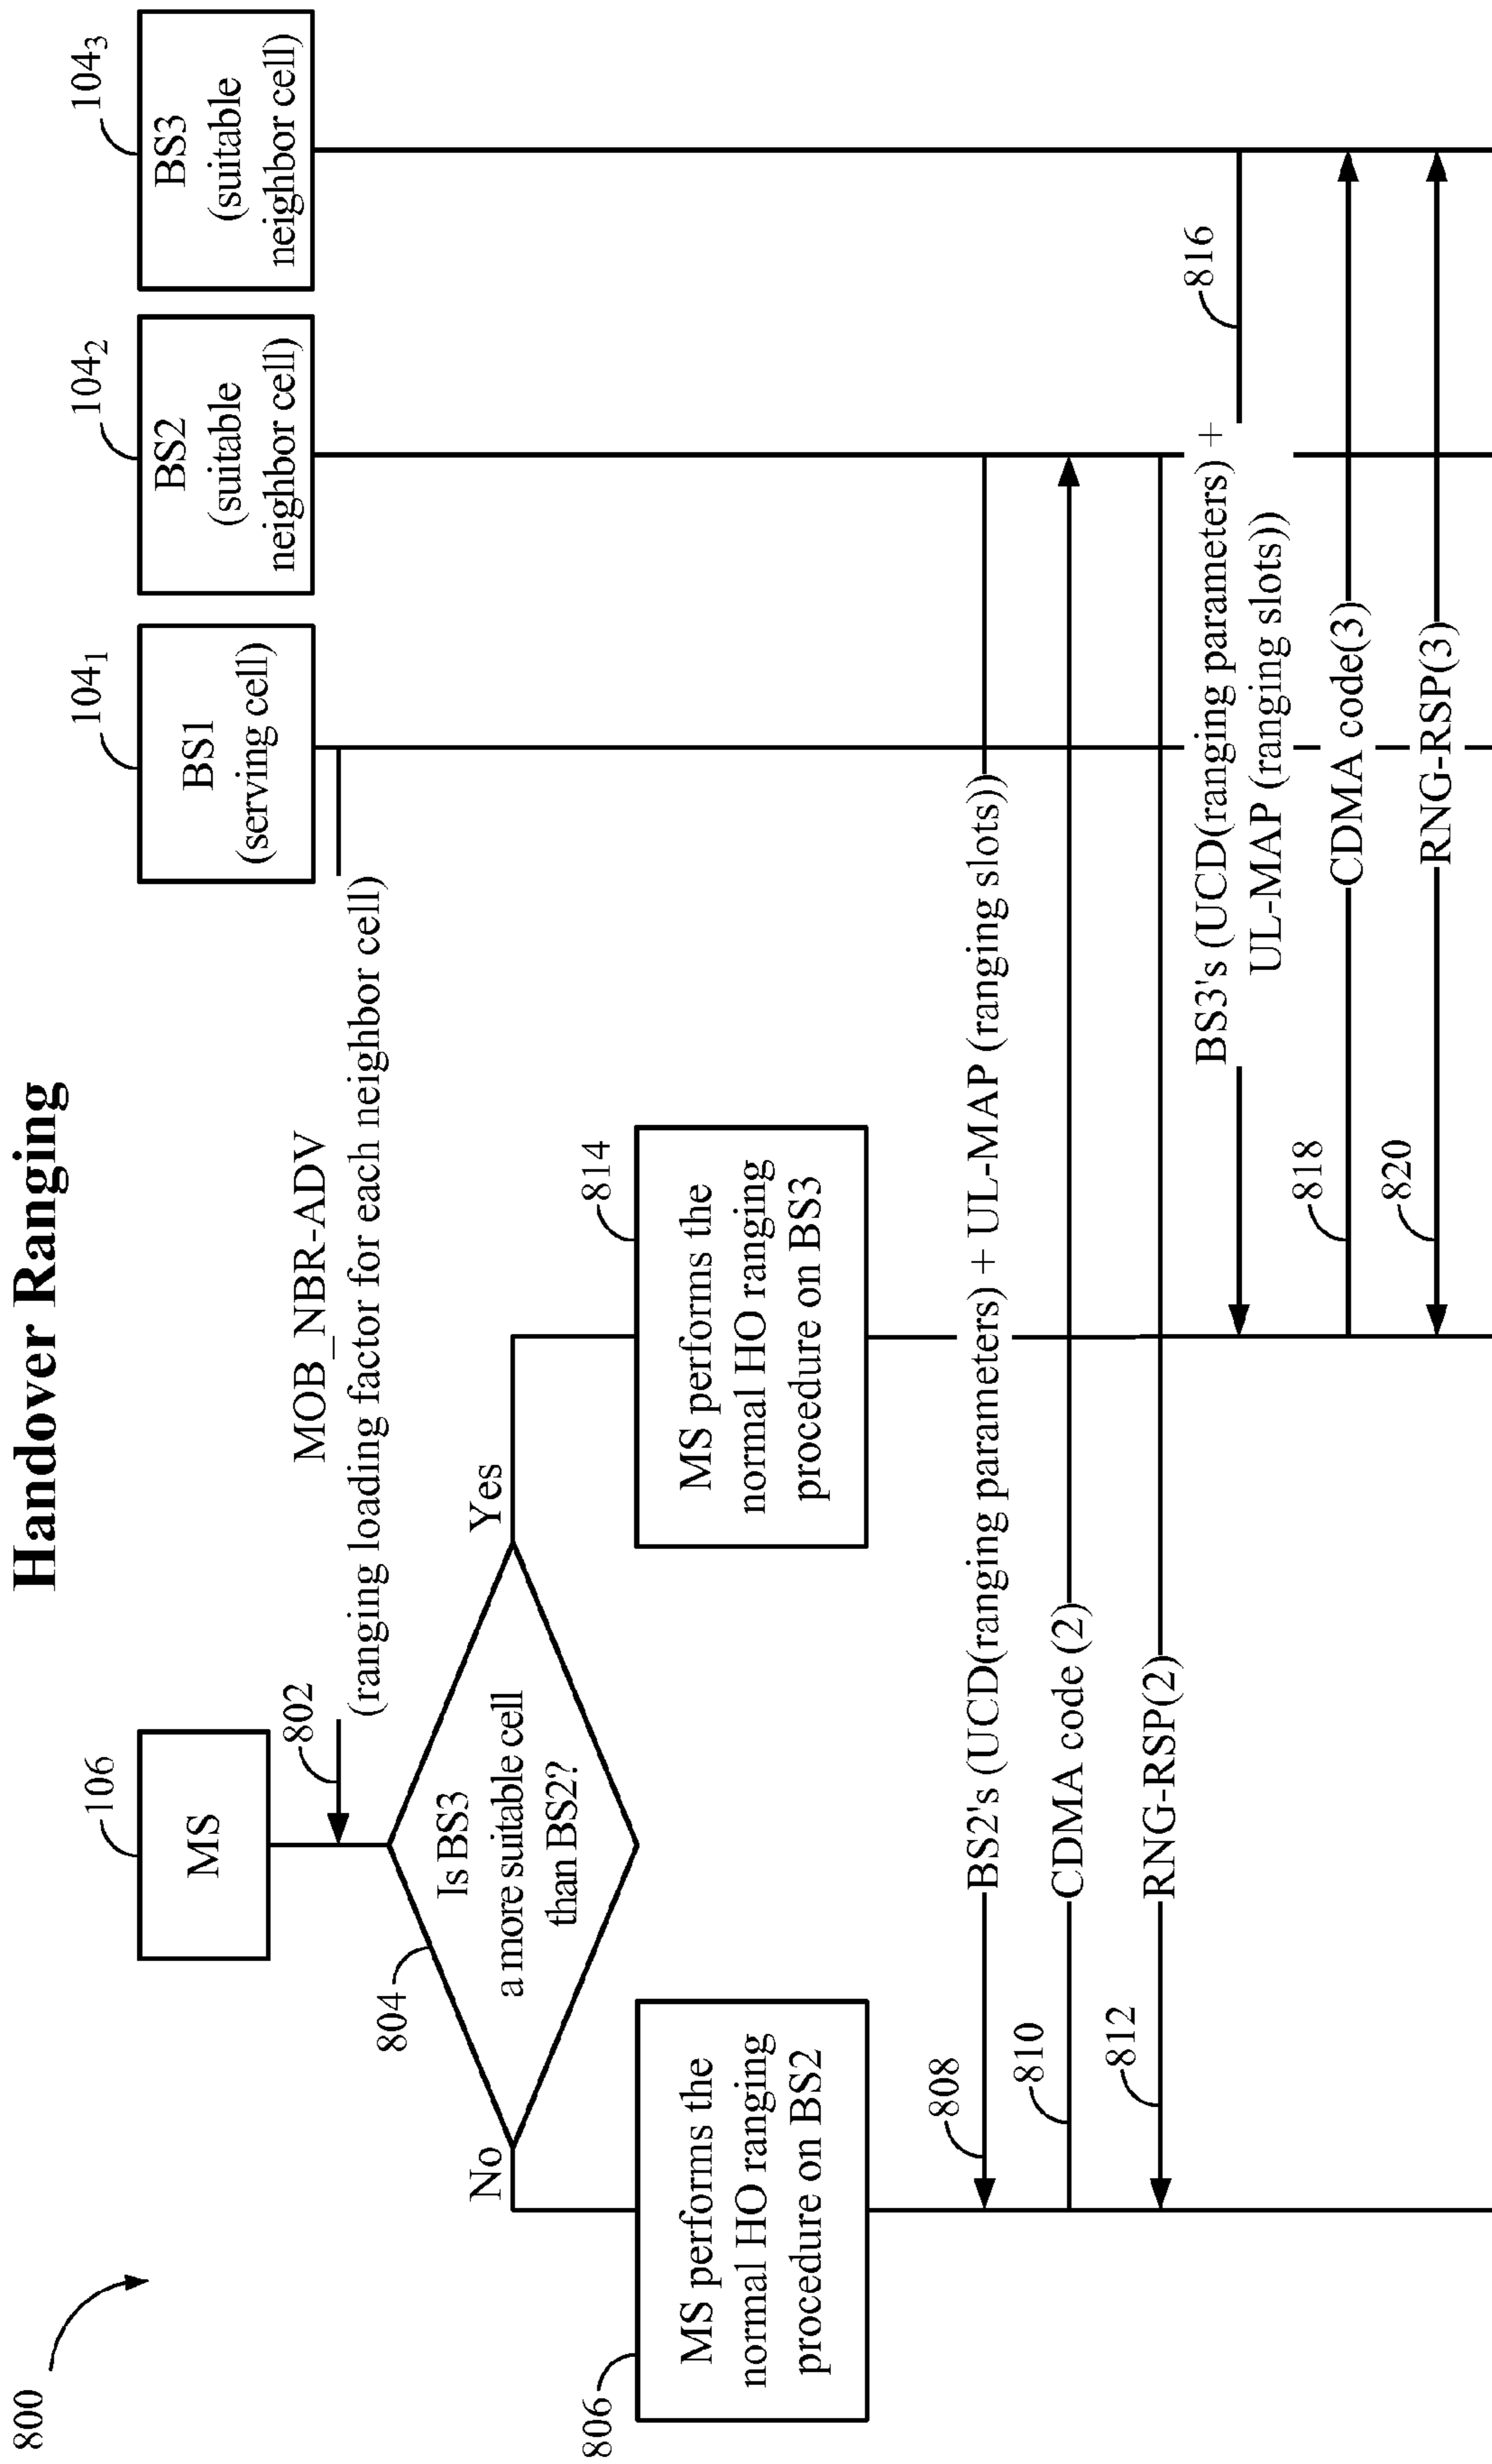 Handover Ranging
800
106
104₁
104₂
104₃
MS
BS1
(serving cell)
BS2
(suitable
neighbor cell)
BS3
(suitable
neighbor cell)
802
MOB_NBR-ADV
(ranging loading factor for each neighbor cell)
804
Is BS3
a more suitable cell
than BS2?
No
Yes
806
MS performs the
normal HO ranging
procedure on BS2
814
MS performs the
normal HO ranging
procedure on BS3
808
BS2's (UCD(ranging parameters) + UL-MAP (ranging slots))
810
CDMA code (2)
812
RNG-RSP(2)
816
BS3's (UCD(ranging parameters) +
UL-MAP (ranging slots))
818
CDMA code(3)
820
RNG-RSP(3)